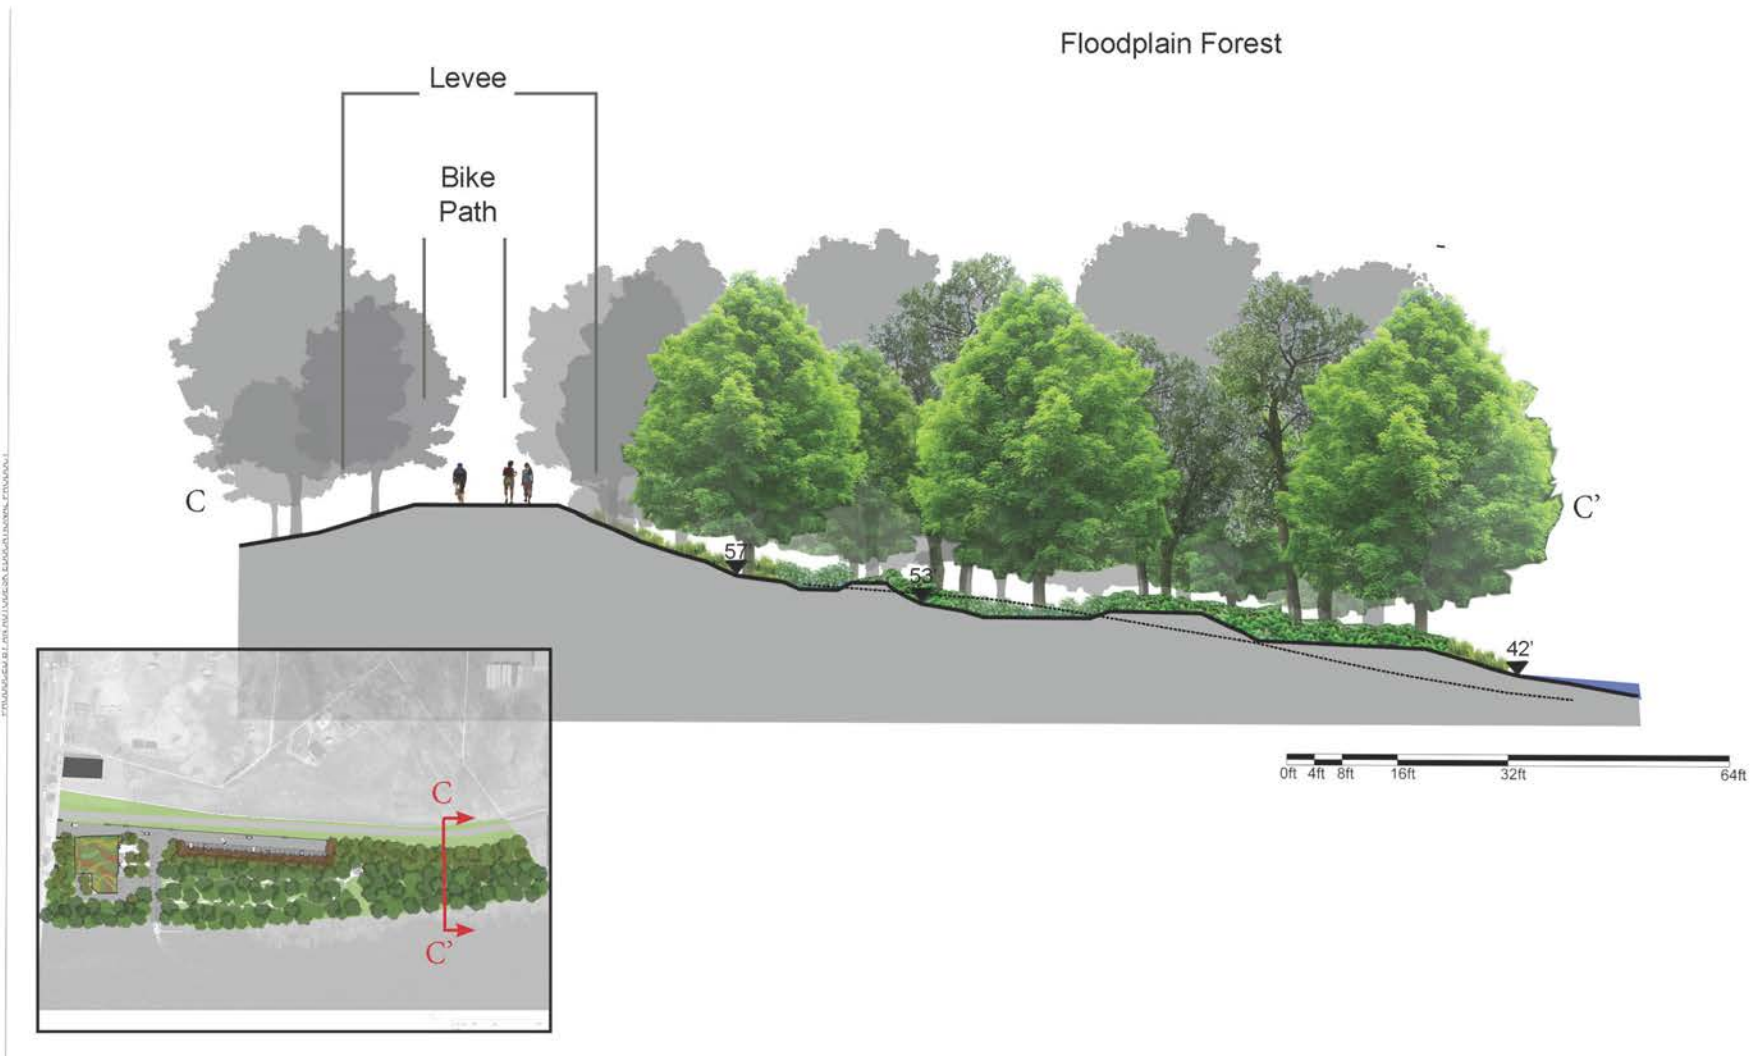 Floodplain Forest
Levee
Bike
Path
C
C'
57'
53'
42'
0ft 4ft 8ft 16ft 32ft 64ft
C
C'